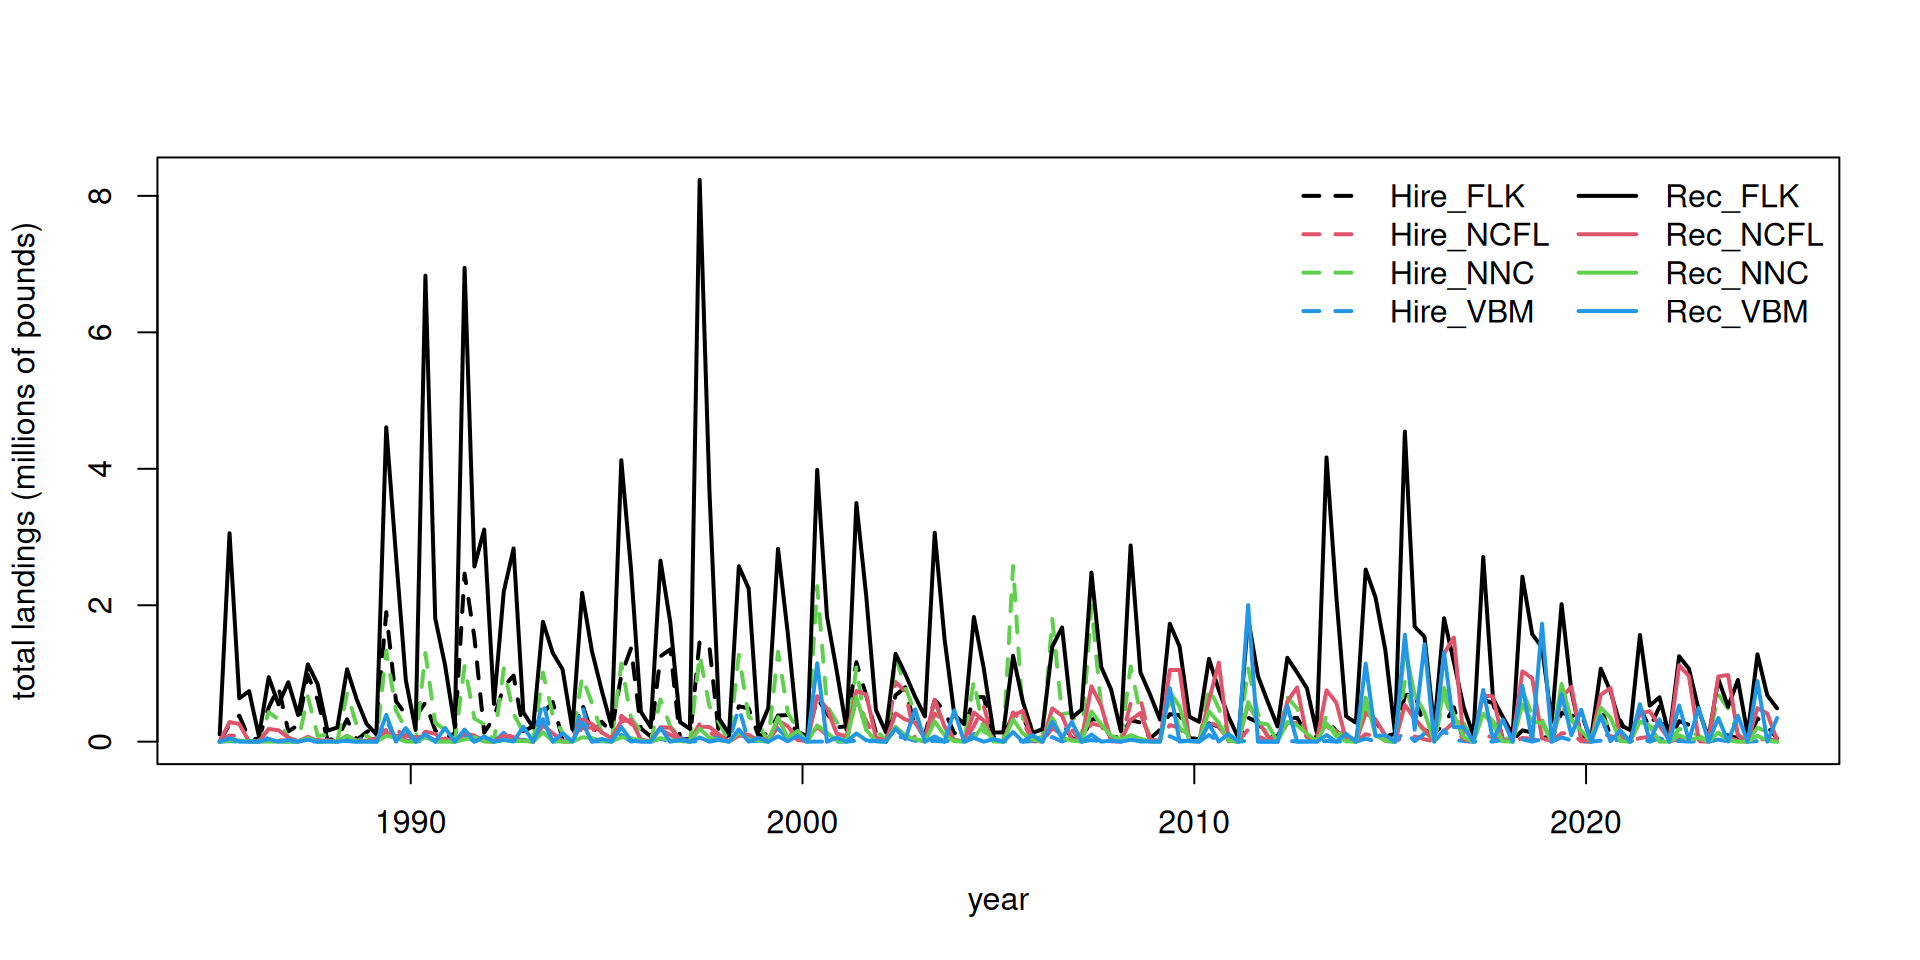 total landings (millions of pounds)
8
6
4
2
0
Hire_FLK Rec_FLK
Hire_NCFL Rec_NCFL
Hire_NNC Rec_NNC
Hire_VBM Rec_VBM
1990 2000 2010 2020
year